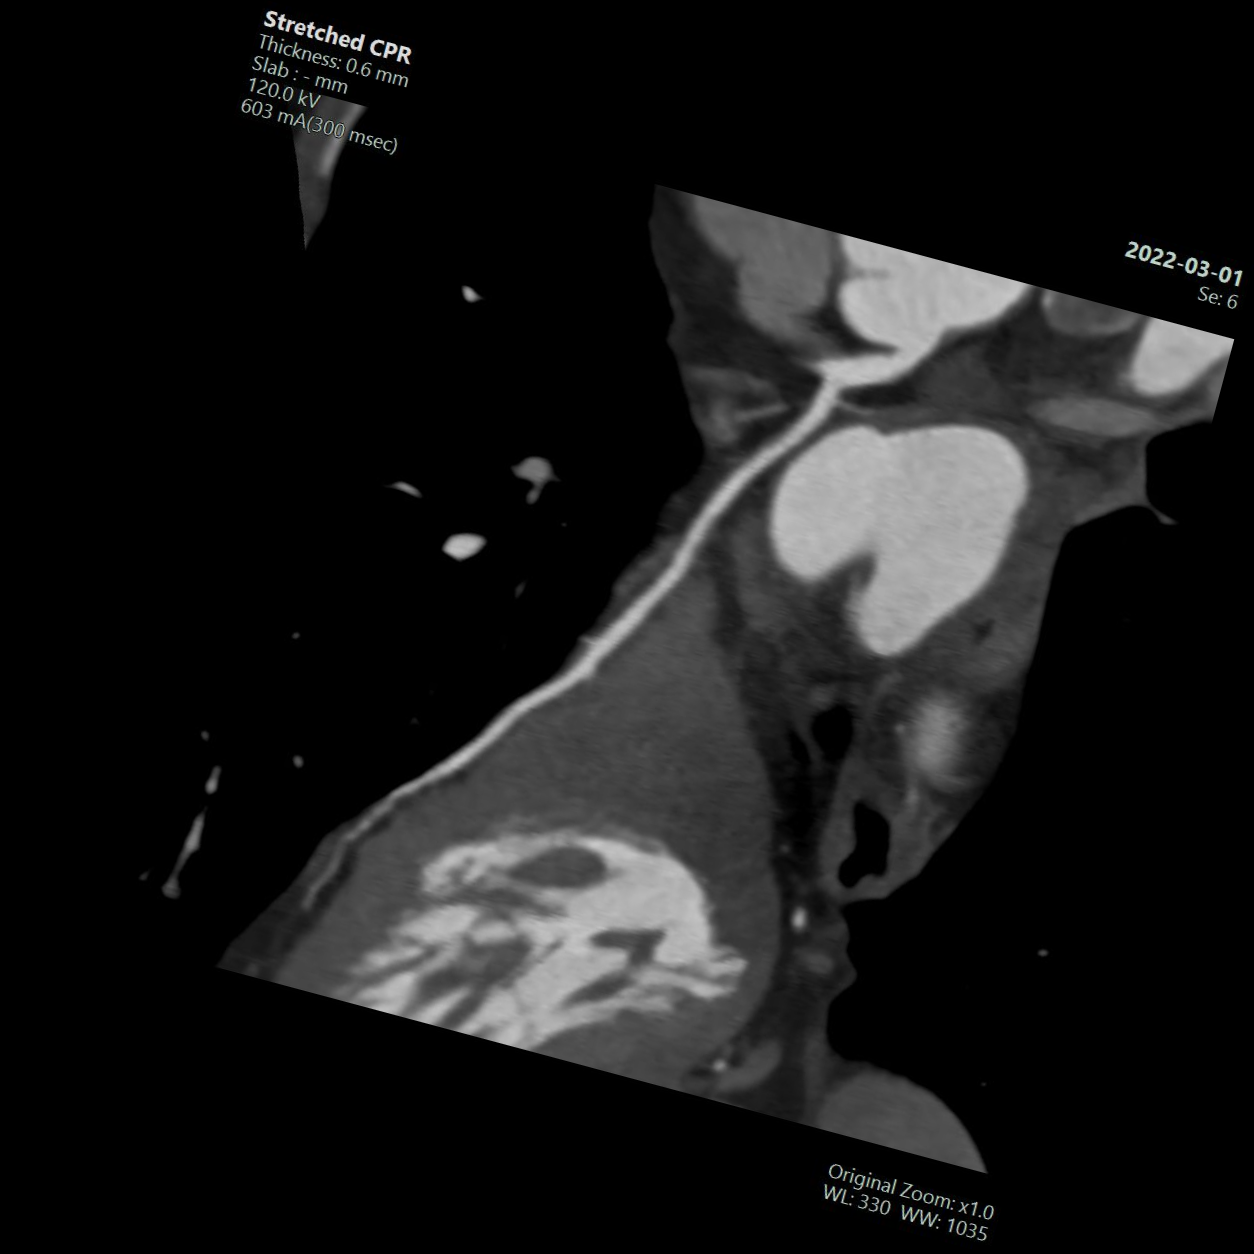 Stretched CPR
Thickness: 0.6 mm
Slab : - mm
120.0 kV
603 mA(300 msec)
2022-03-01
Se: 6
Original Zoom: x1.0
WL: 330 WW: 1035